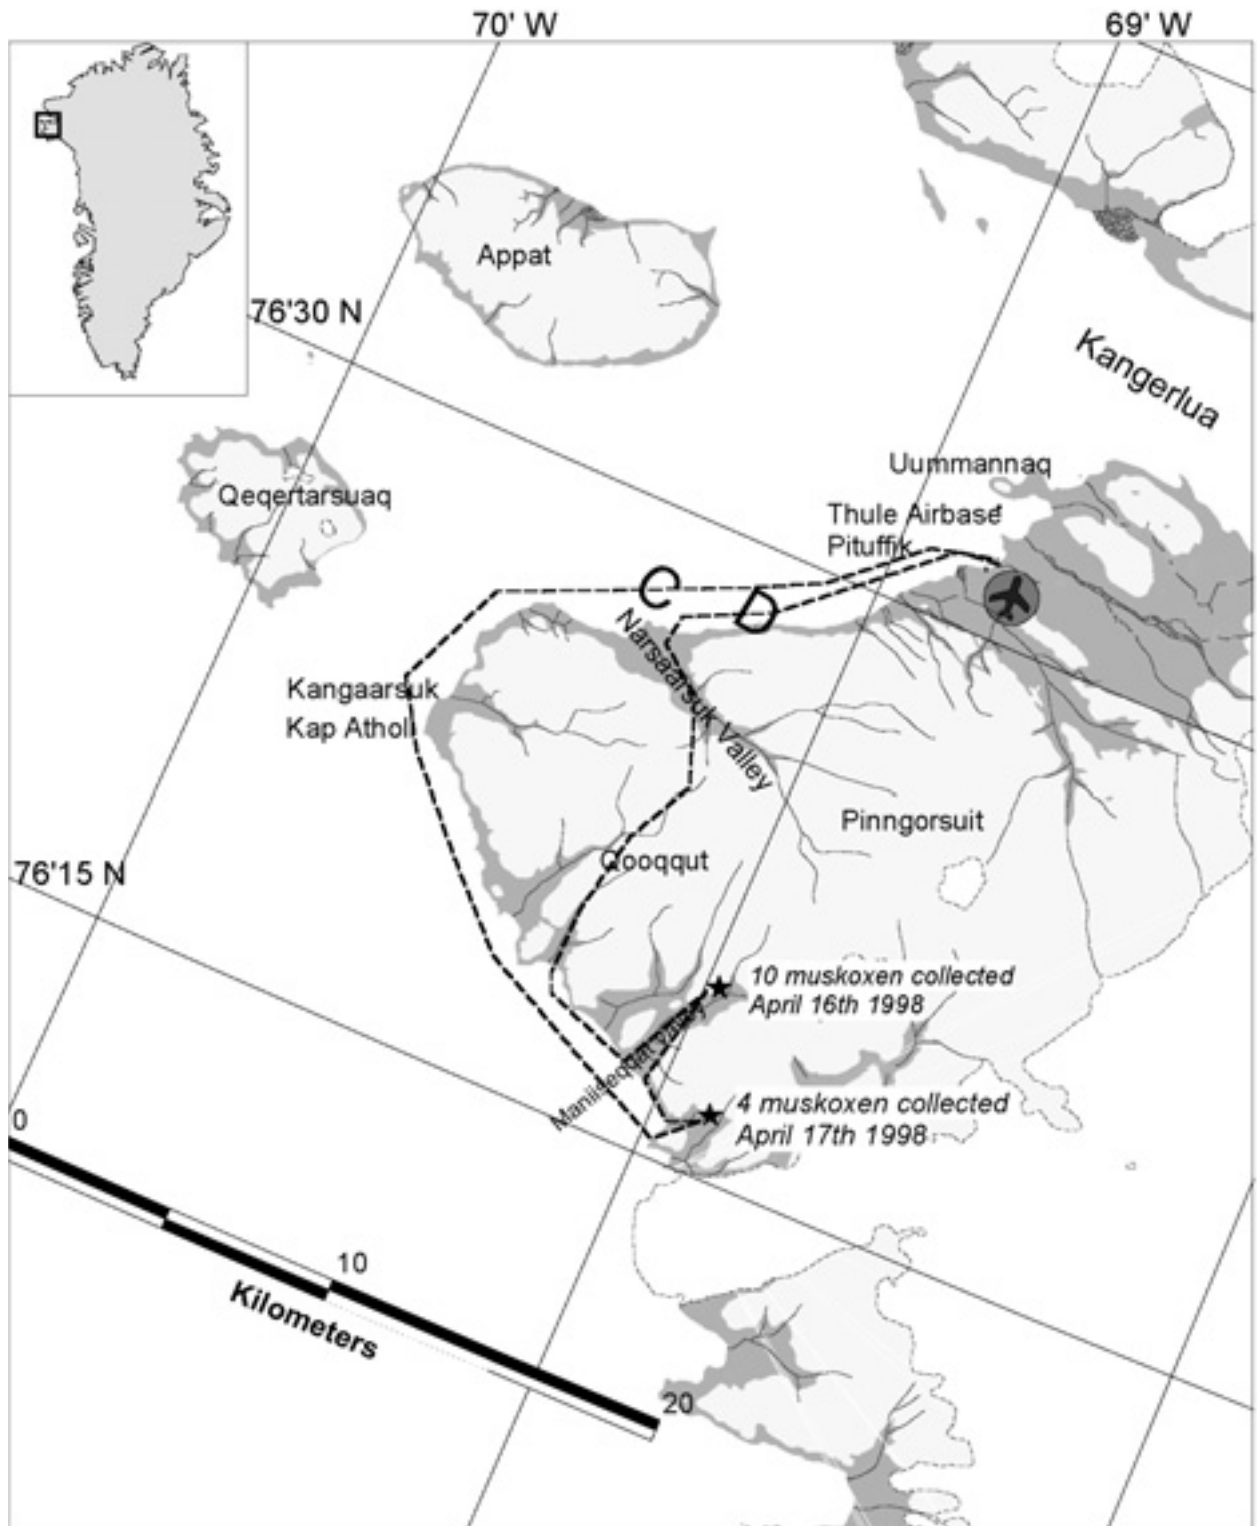 70' W
69' W
Appat
76'30 N
Kangerlua
Uummannaq
Qeqertarsuaq
Thule Airbase
Pituffik
C
D
Narsaarsuk Valley
Kangaarsuk
Kap Atholl
Pinngorsuit
Qooqqut
76'15 N
10 muskoxen collected
April 16th 1998
Maniiseqqat Valley
4 muskoxen collected
April 17th 1998
0
10
Kilometers
20